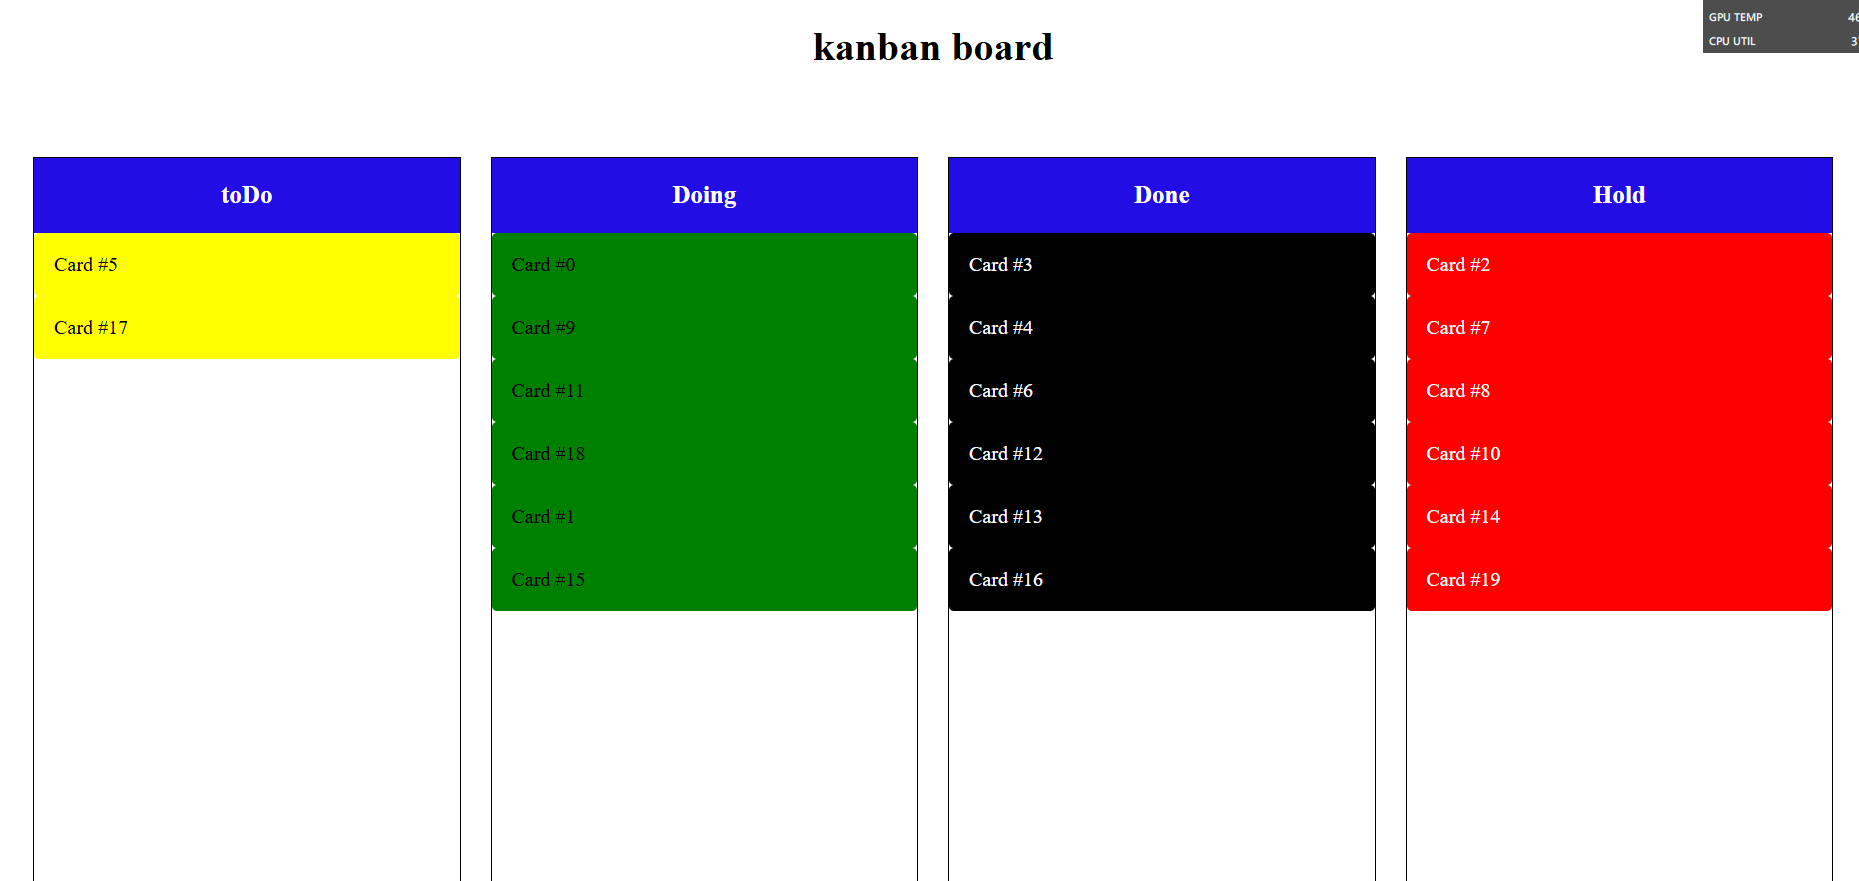 kanban board
GPU TEMP
CPU UTIL
toDo
Card #5
Card #17
Doing
Card #0
Card #9
Card #11
Card #18
Card #1
Card #15
Done
Card #3
Card #4
Card #6
Card #12
Card #13
Card #16
Hold
Card #2
Card #7
Card #8
Card #10
Card #14
Card #19